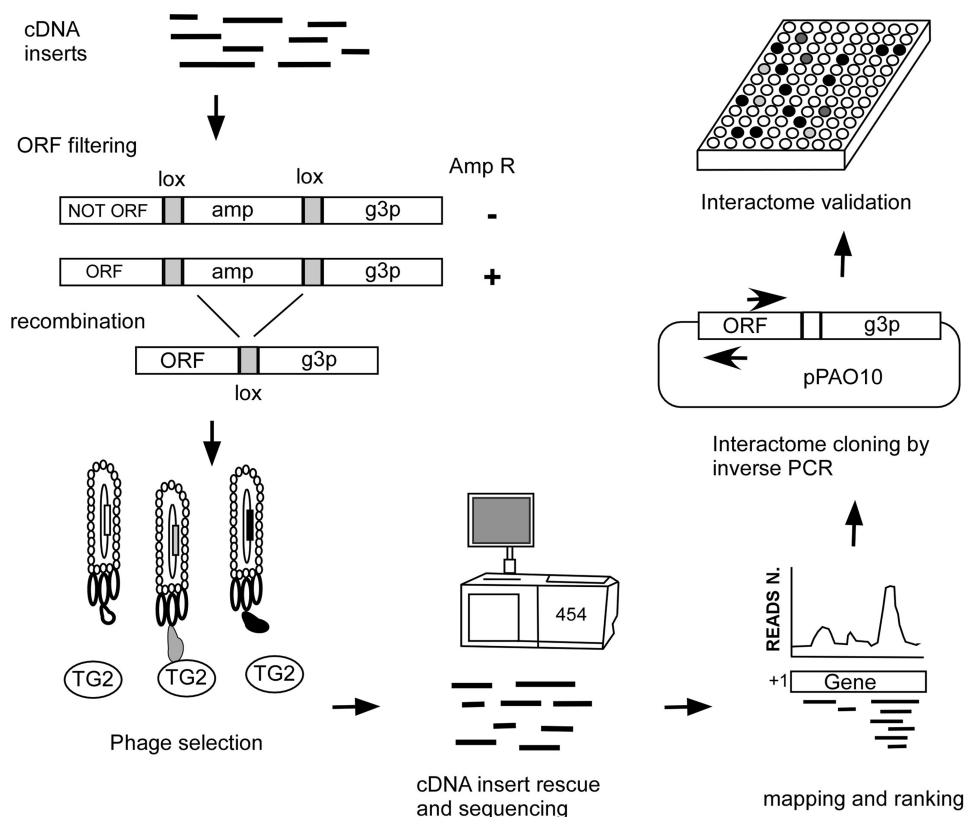 cDNA
inserts
ORF filtering
Amp R
lox
lox
NOT ORF
amp
g3p
-
ORF
amp
g3p
+
recombination
ORF
g3p
lox
TG2
TG2
TG2
Phage selection
454
cDNA insert rescue
and sequencing
READS N.
+1
Gene
mapping and ranking
ORF
g3p
pPAO10
Interactome cloning by
inverse PCR
Interactome validation